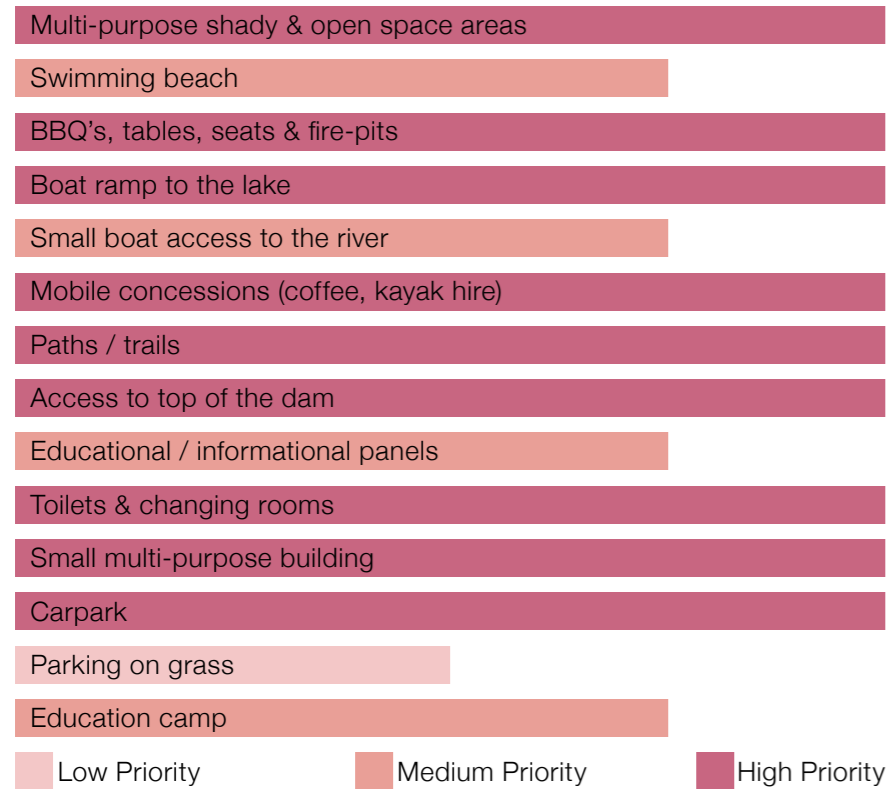 Multi-purpose shady & open space areas
Swimming beach
BBQ’s, tables, seats & fire-pits
Boat ramp to the lake
Small boat access to the river
Mobile concessions (coffee, kayak hire)
Paths / trails
Access to top of the dam
Educational / informational panels
Toilets & changing rooms
Small multi-purpose building
Carpark
Parking on grass
Education camp
Low Priority Medium Priority High Priority